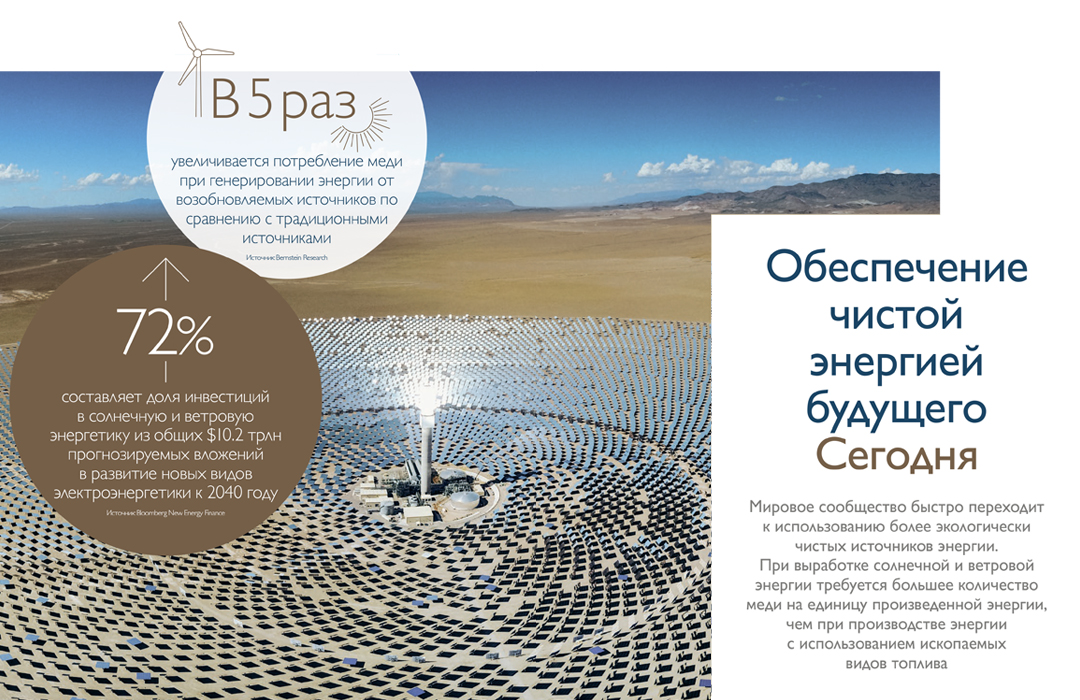 В 5 раз
увеличивается потребление меди
при генерировании энергии от
возобновляемых источников по
сравнению с традиционными
источниками
Источник: Bernstein Research
72%
составляет доля инвестиций
в солнечную и ветровую
энергетику из общих $10.2 трлн
прогнозируемых вложений
в развитие новых видов
электроэнергетики к 2040 году
Источник: Bloomberg New Energy Finance
Обеспечение
чистой
энергией
будущего
Сегодня
Мировое сообщество быстро переходит
к использованию более экологически
чистых источников энергии.
При выработке солнечной и ветровой
энергии требуется большее количество
меди на единицу произведенной энергии,
чем при производстве энергии
с использованием ископаемых
видов топлива